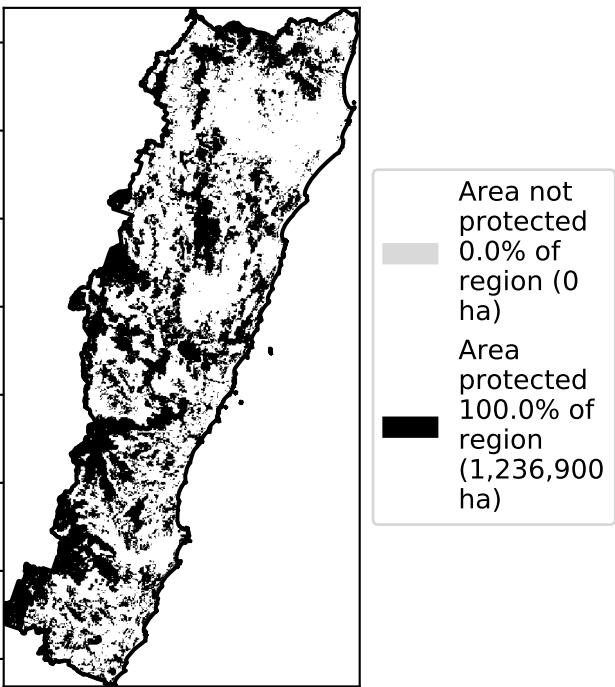 Area not
protected
0.0% of
region (0
ha)
Area
protected
100.0% of
region
(1,236,900
ha)